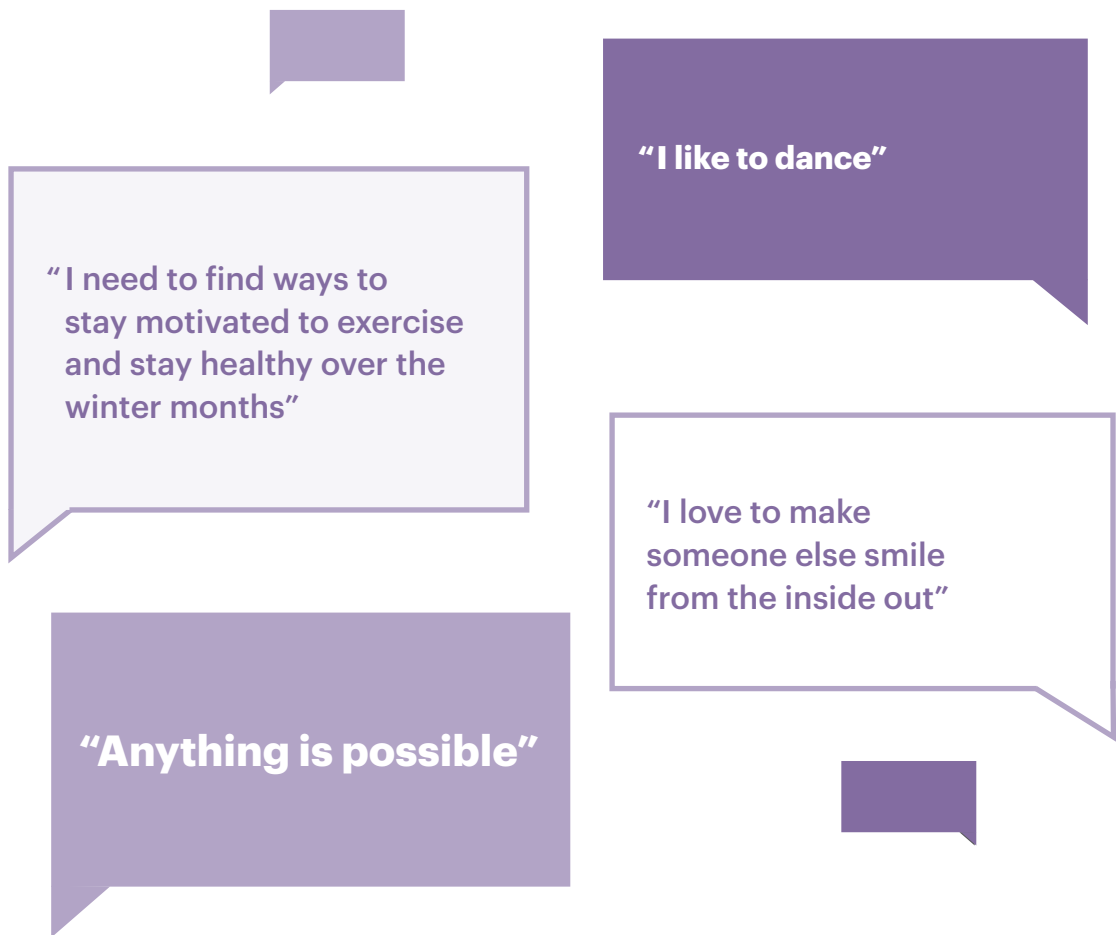 “I like to dance”
“I need to find ways to
stay motivated to exercise
and stay healthy over the
winter months”
“I love to make
someone else smile
from the inside out”
“Anything is possible”